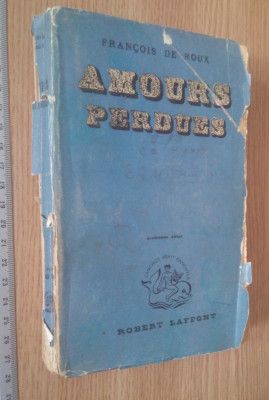 FRANÇOIS DE ROUX
AMOURS
PERDUES
ROBERT LAFFONT